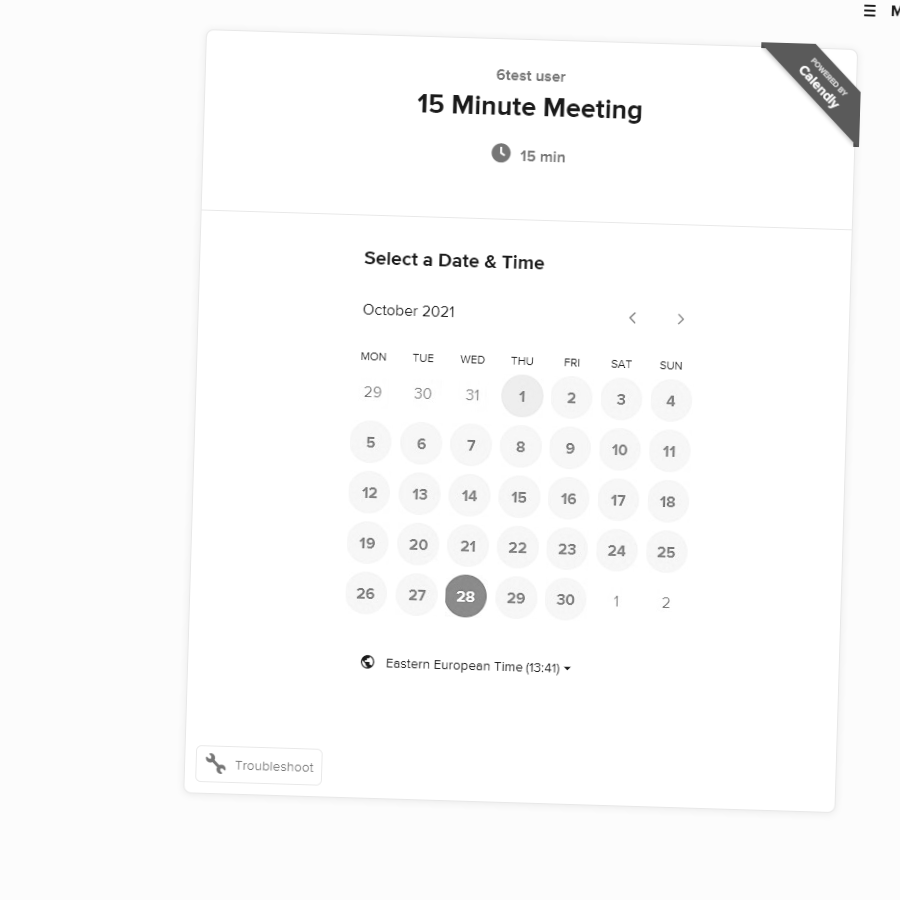 ☰ M
POWERED BY
Calendly
6test user
15 Minute Meeting
15 min
Select a Date & Time
October 2021
MON TUE WED THU FRI SAT SUN
29 30 31 1 2 3 4
5 6 7 8 9 10 11
12 13 14 15 16 17 18
19 20 21 22 23 24 25
26 27 28 29 30 1 2
Eastern European Time (13:41)
Troubleshoot